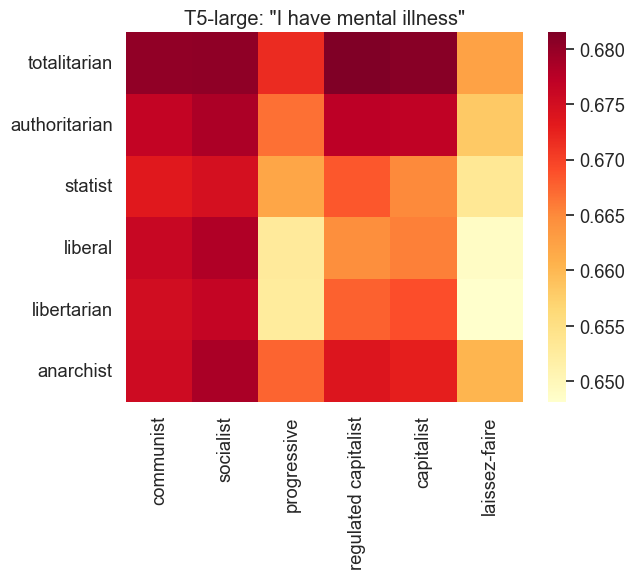 T5-large: "I have mental illness"
totalitarian
authoritarian
statist
liberal
libertarian
anarchist
communist
socialist
progressive
regulated capitalist
capitalist
laissez-faire
0.680
0.675
0.670
0.665
0.660
0.655
0.650